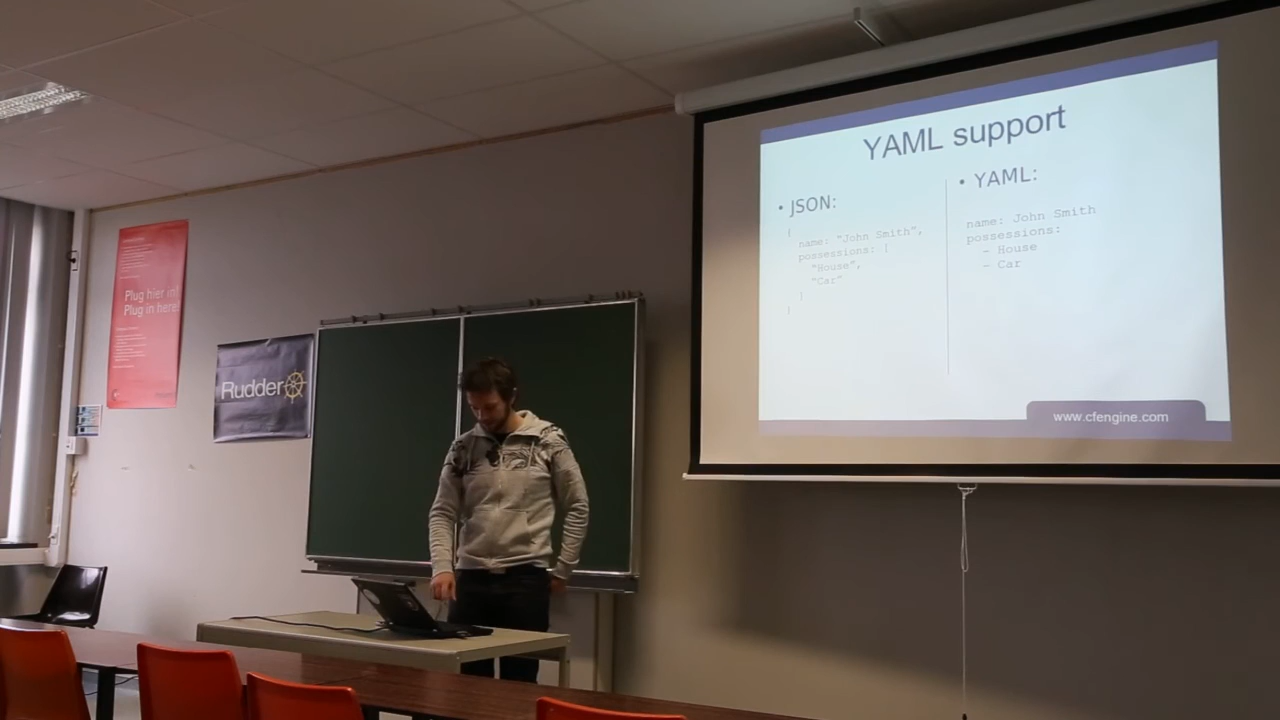 Plug hier in!
Plug in here!
Rudder
YAML support
• JSON:
{
name: "John Smith",
possessions: [
"House",
"Car"
]
}
• YAML:
name: John Smith
possessions:
- House
- Car
www.cfengine.com